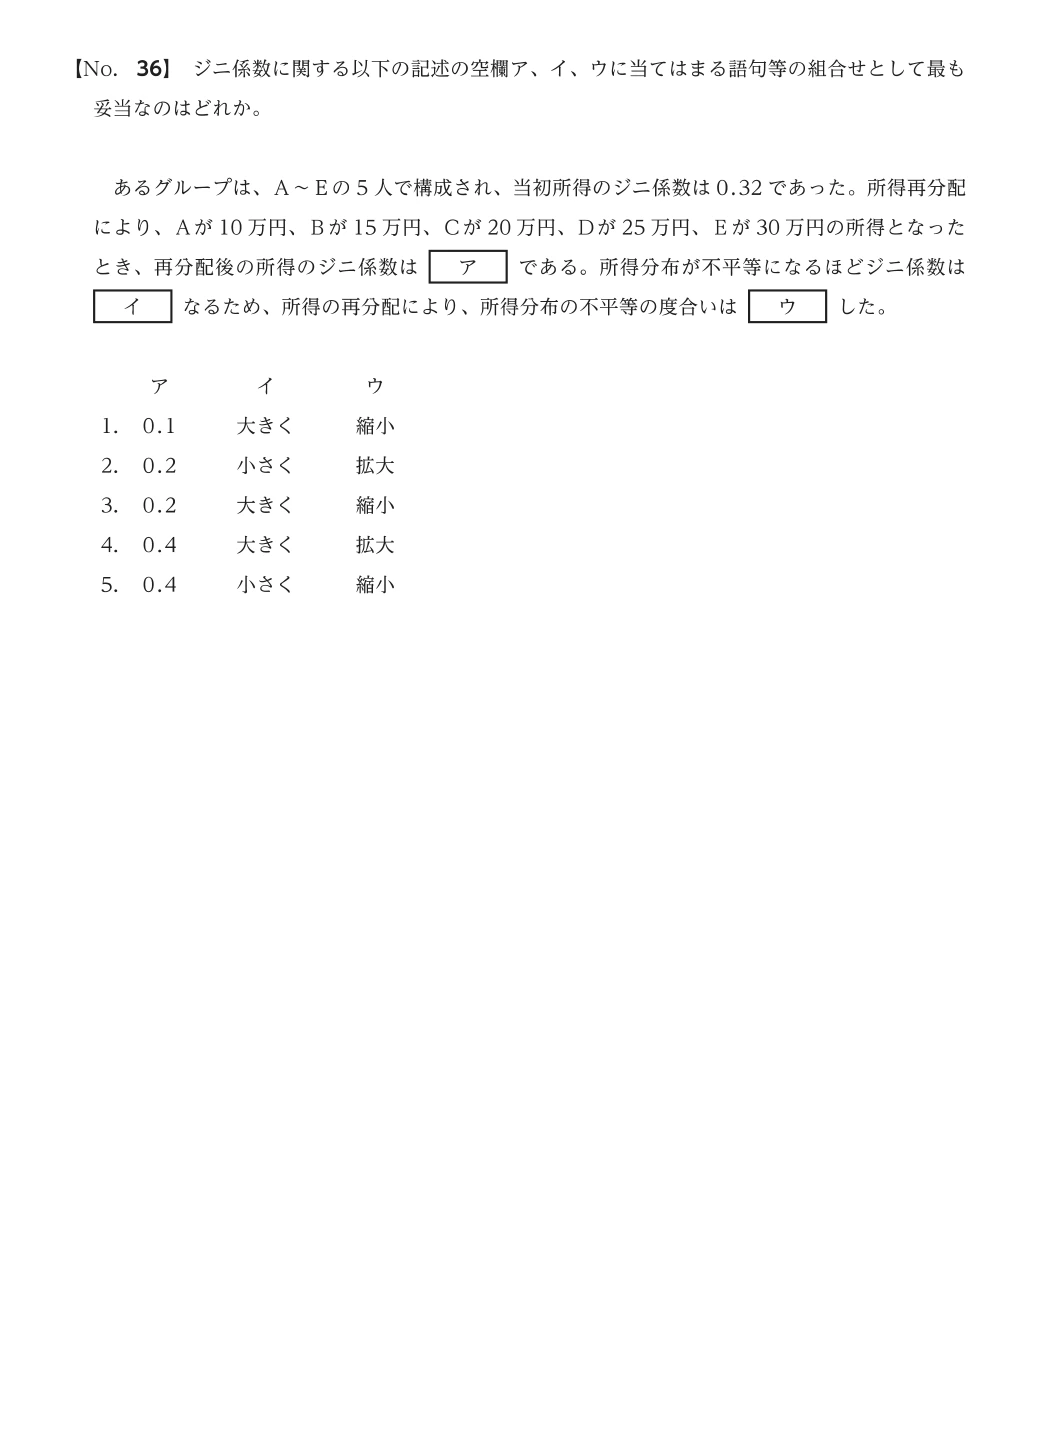 【No. 36】 ジニ係数に関する以下の記述の空欄ア、イ、ウに当てはまる語句等の組合せとして最も
妥当なのはどれか。
あるグループは、A～Eの5人で構成され、当初所得のジニ係数は0.32であった。所得再分配
により、Aが10万円、Bが15万円、Cが20万円、Dが25万円、Eが30万円の所得となった
とき、再分配後の所得のジニ係数は ア である。所得分布が不平等になるほどジニ係数は
イ なるため、所得の再分配により、所得分布の不平等の度合いは ウ した。
ア イ ウ
1. 0.1 大きく 縮小
2. 0.2 小さく 拡大
3. 0.2 大きく 縮小
4. 0.4 大きく 拡大
5. 0.4 小さく 縮小